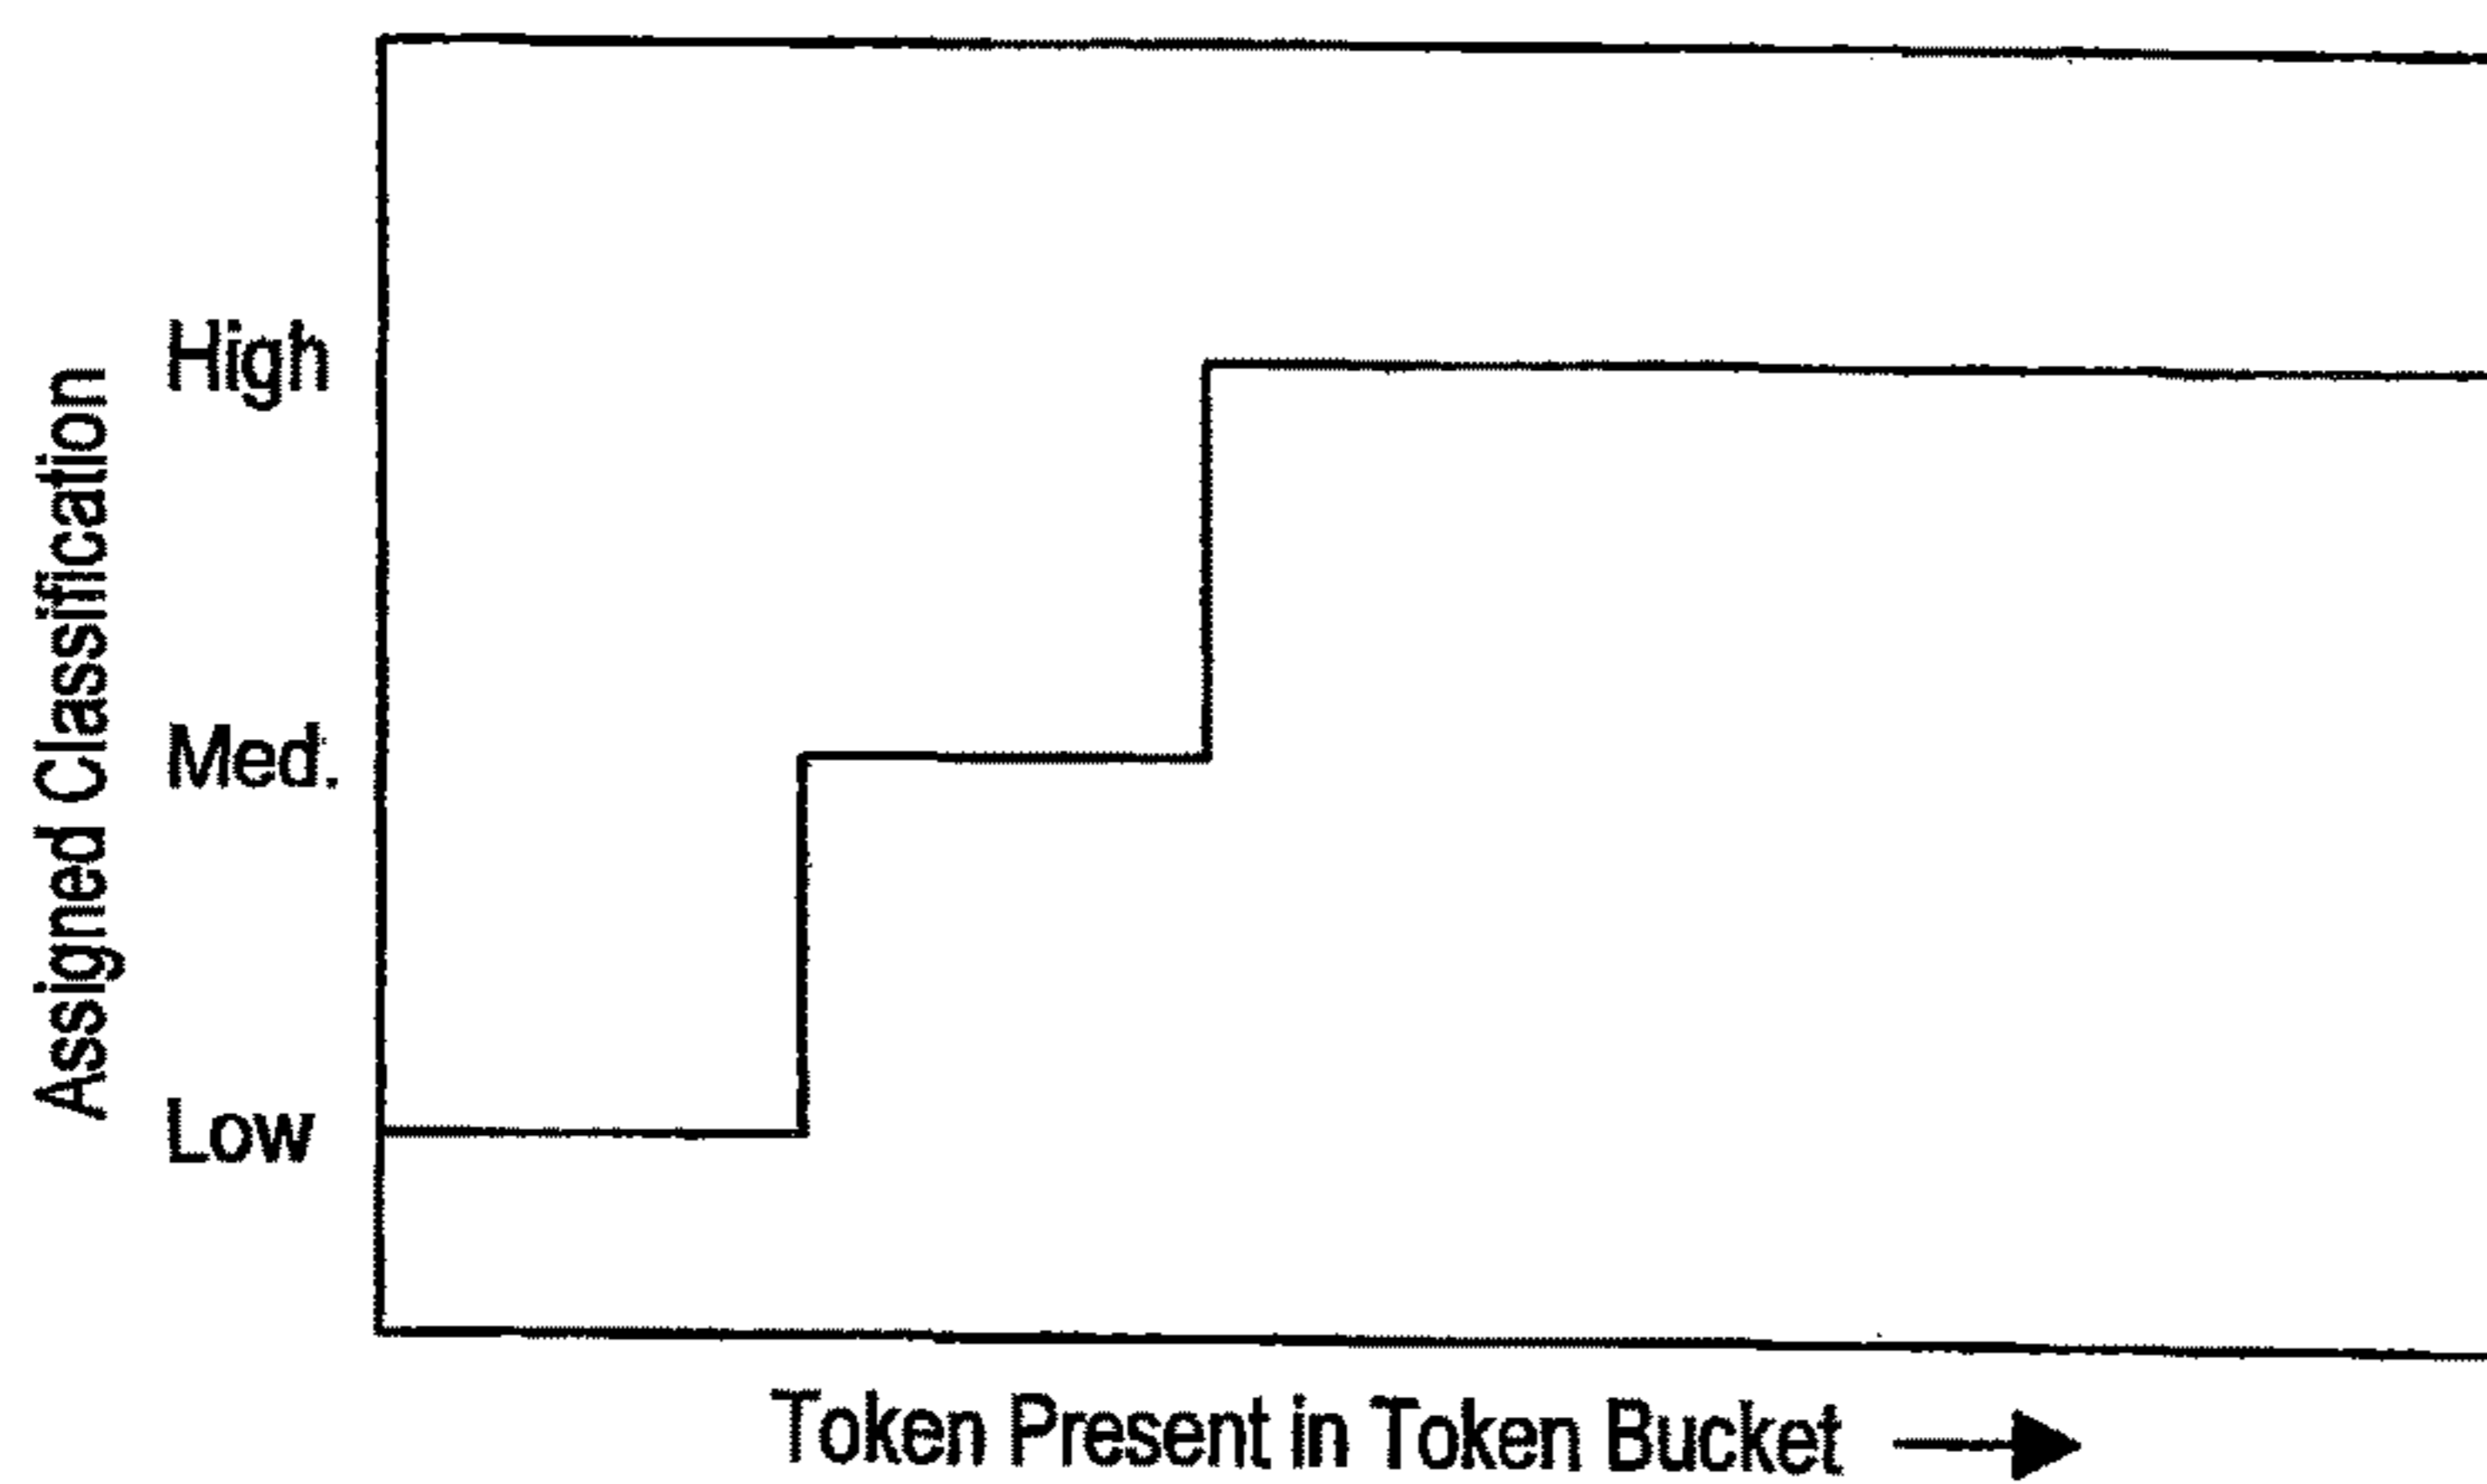 Assigned Classification
High
Med.
Low
Token Present in Token Bucket